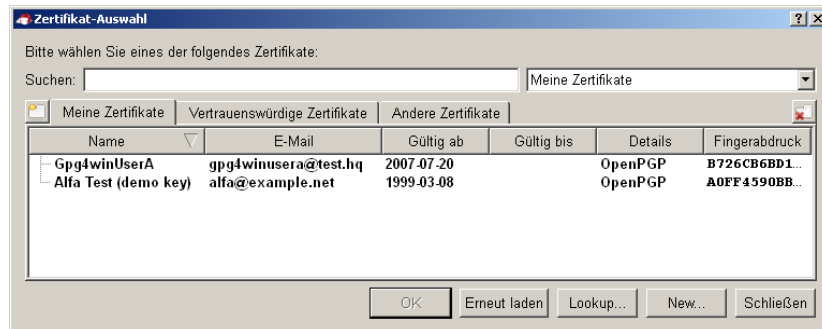 Zertifikat-Auswahl
Bitte wählen Sie eines der folgendes Zertifikate:
Suchen: Meine Zertifikate
Meine Zertifikate Vertrauenswürdige Zertifikate Andere Zertifikate
Name E-Mail Gültig ab Gültig bis Details Fingerabdruck
Gpg4winUserA gpg4winusera@test.hq 2007-07-20 OpenPGP B726CB6BD1...
Alfa Test (demo key) alfa@example.net 1999-03-08 OpenPGP A0FF4590BB...
OK Erneut laden Lookup... New... Schließen